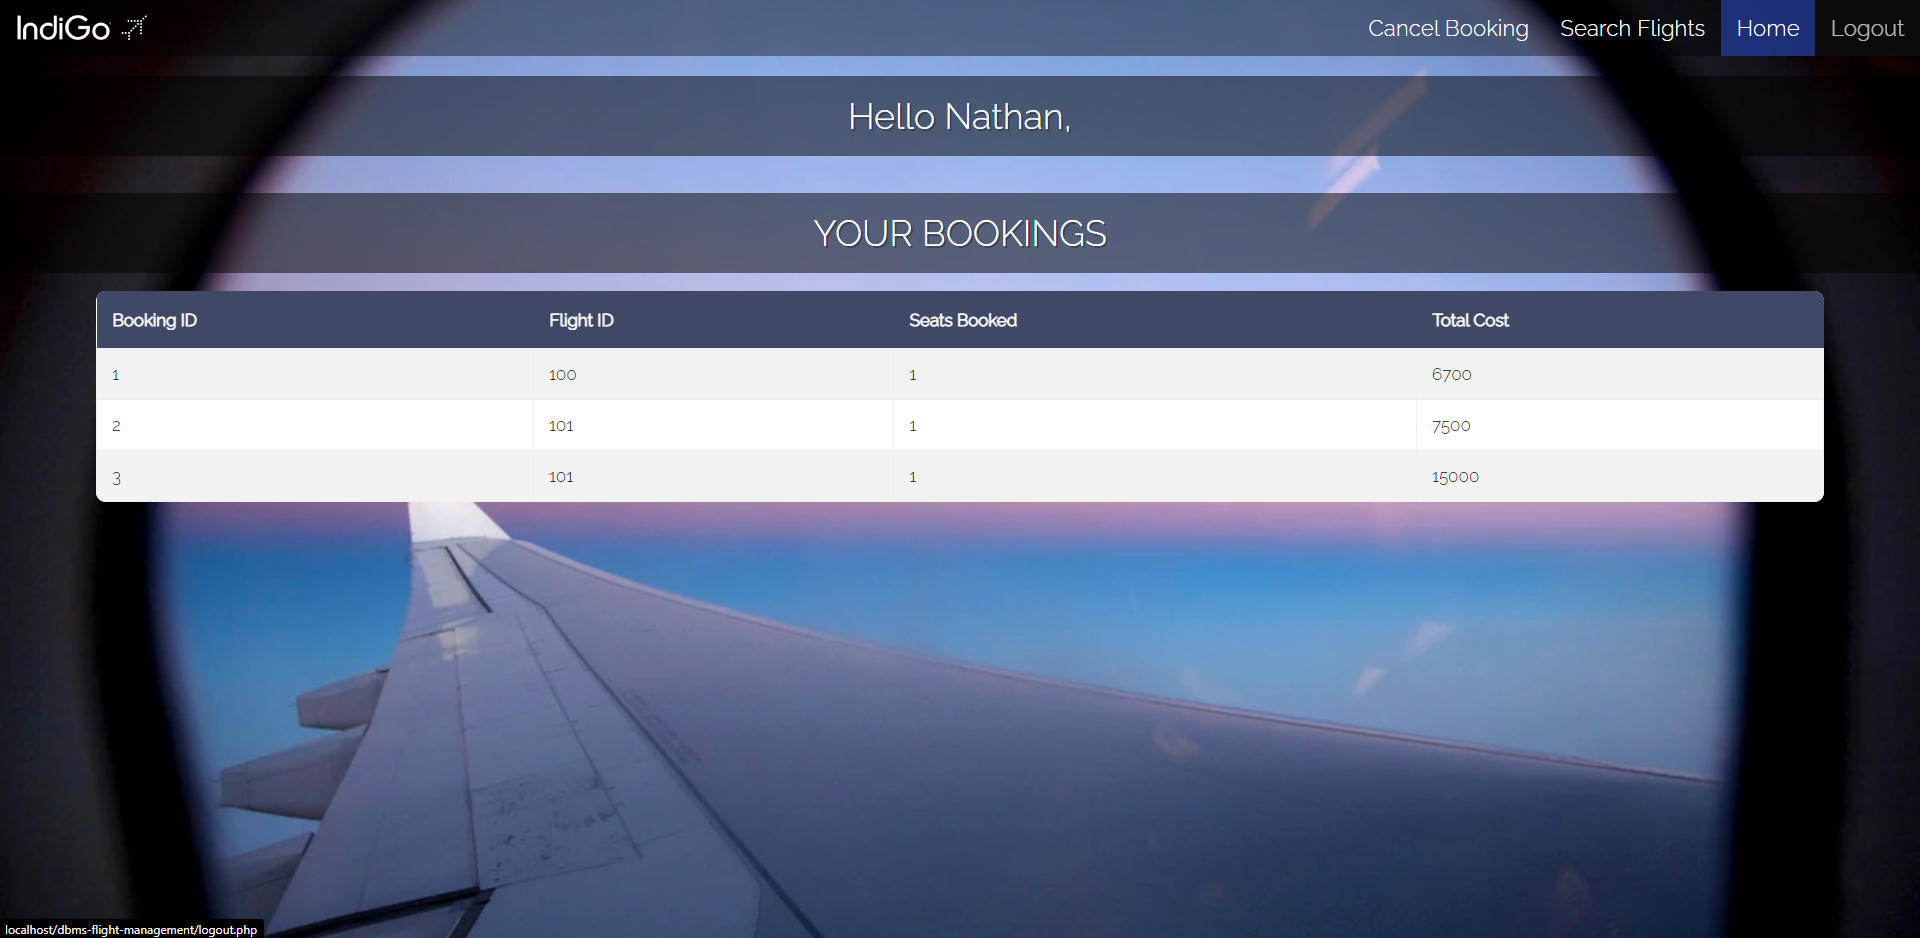 IndiGo Cancel Booking Search Flights Home Logout
Hello Nathan,
YOUR BOOKINGS
Booking ID Flight ID Seats Booked Total Cost
1 100 1 6700
2 101 1 7500
3 101 1 15000
localhost/dbms-flight-management/logout.php